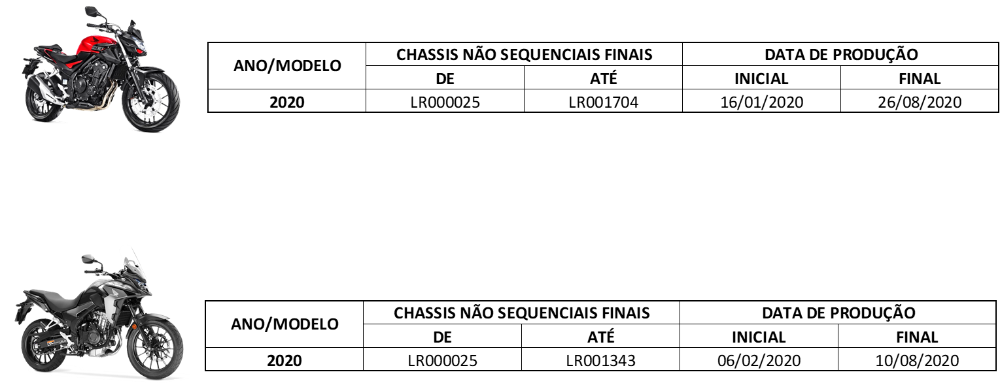 ANO/MODELO CHASSIS NÃO SEQUENCIAIS FINAIS DATA DE PRODUÇÃO
DE ATÉ INICIAL FINAL
2020 LR000025 LR001704 16/01/2020 26/08/2020
ANO/MODELO CHASSIS NÃO SEQUENCIAIS FINAIS DATA DE PRODUÇÃO
DE ATÉ INICIAL FINAL
2020 LR000025 LR001343 06/02/2020 10/08/2020